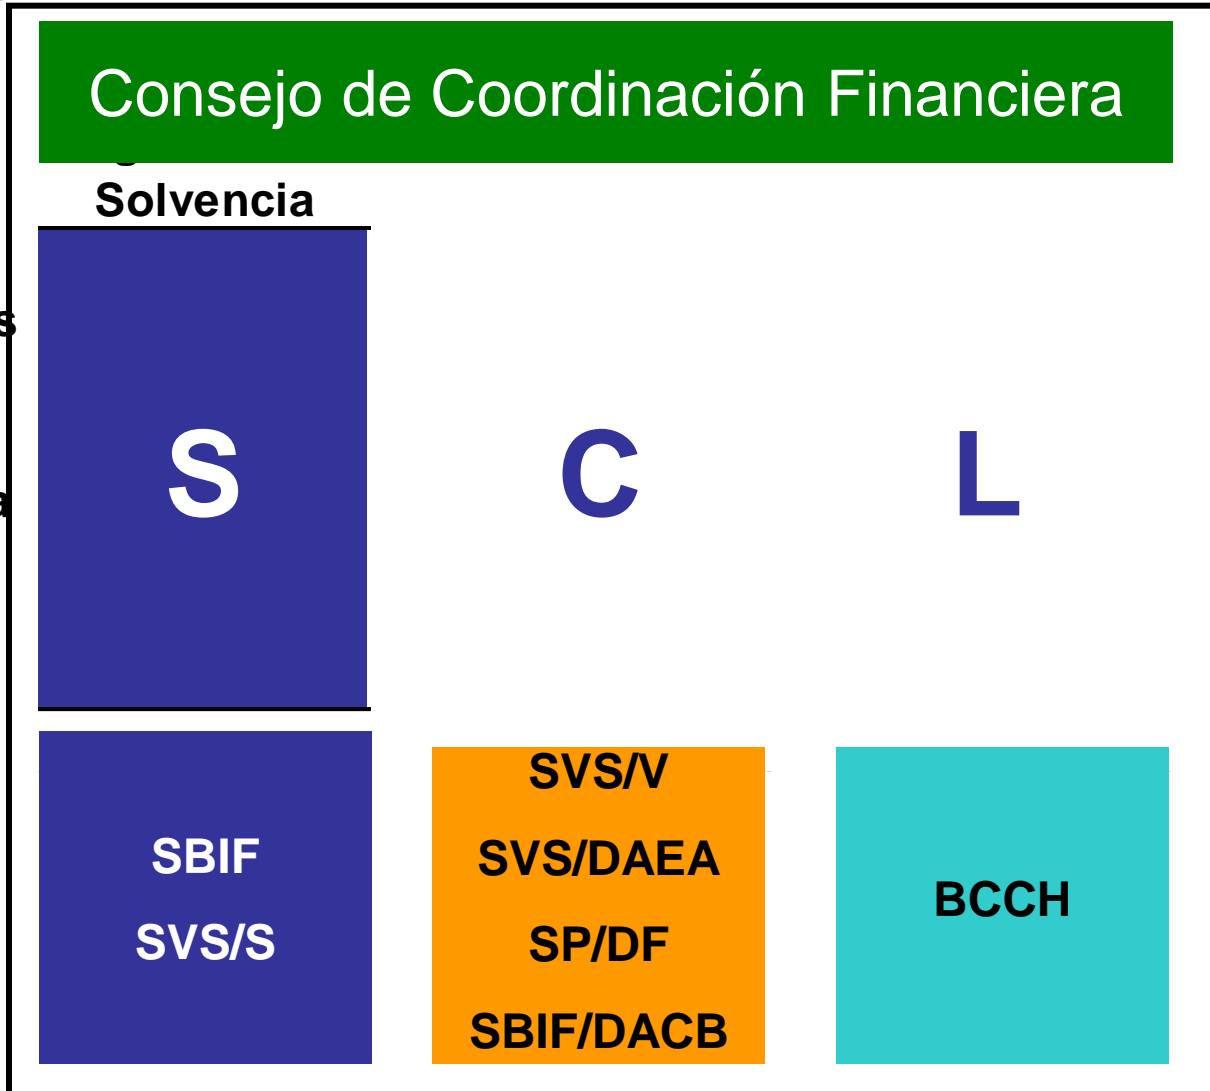 Consejo de Coordinación Financiera
Solvencia
S C L
SBIF
SVS/S
SVS/V
SVS/DAEA
SP/DF
SBIF/DACB
BCCH